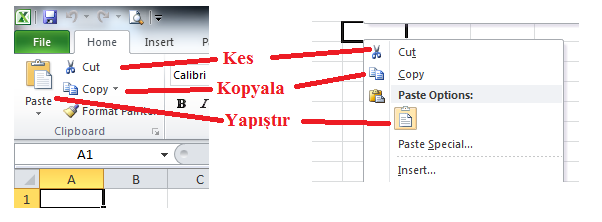 File Home Insert P
Cut
Copy
Paste
Format Painter
Calibri
B I
Clipboard
A1
A B C
1
Kes
Kopyala
Yapıştır
Cut
Copy
Paste Options:
Paste Special...
Insert...